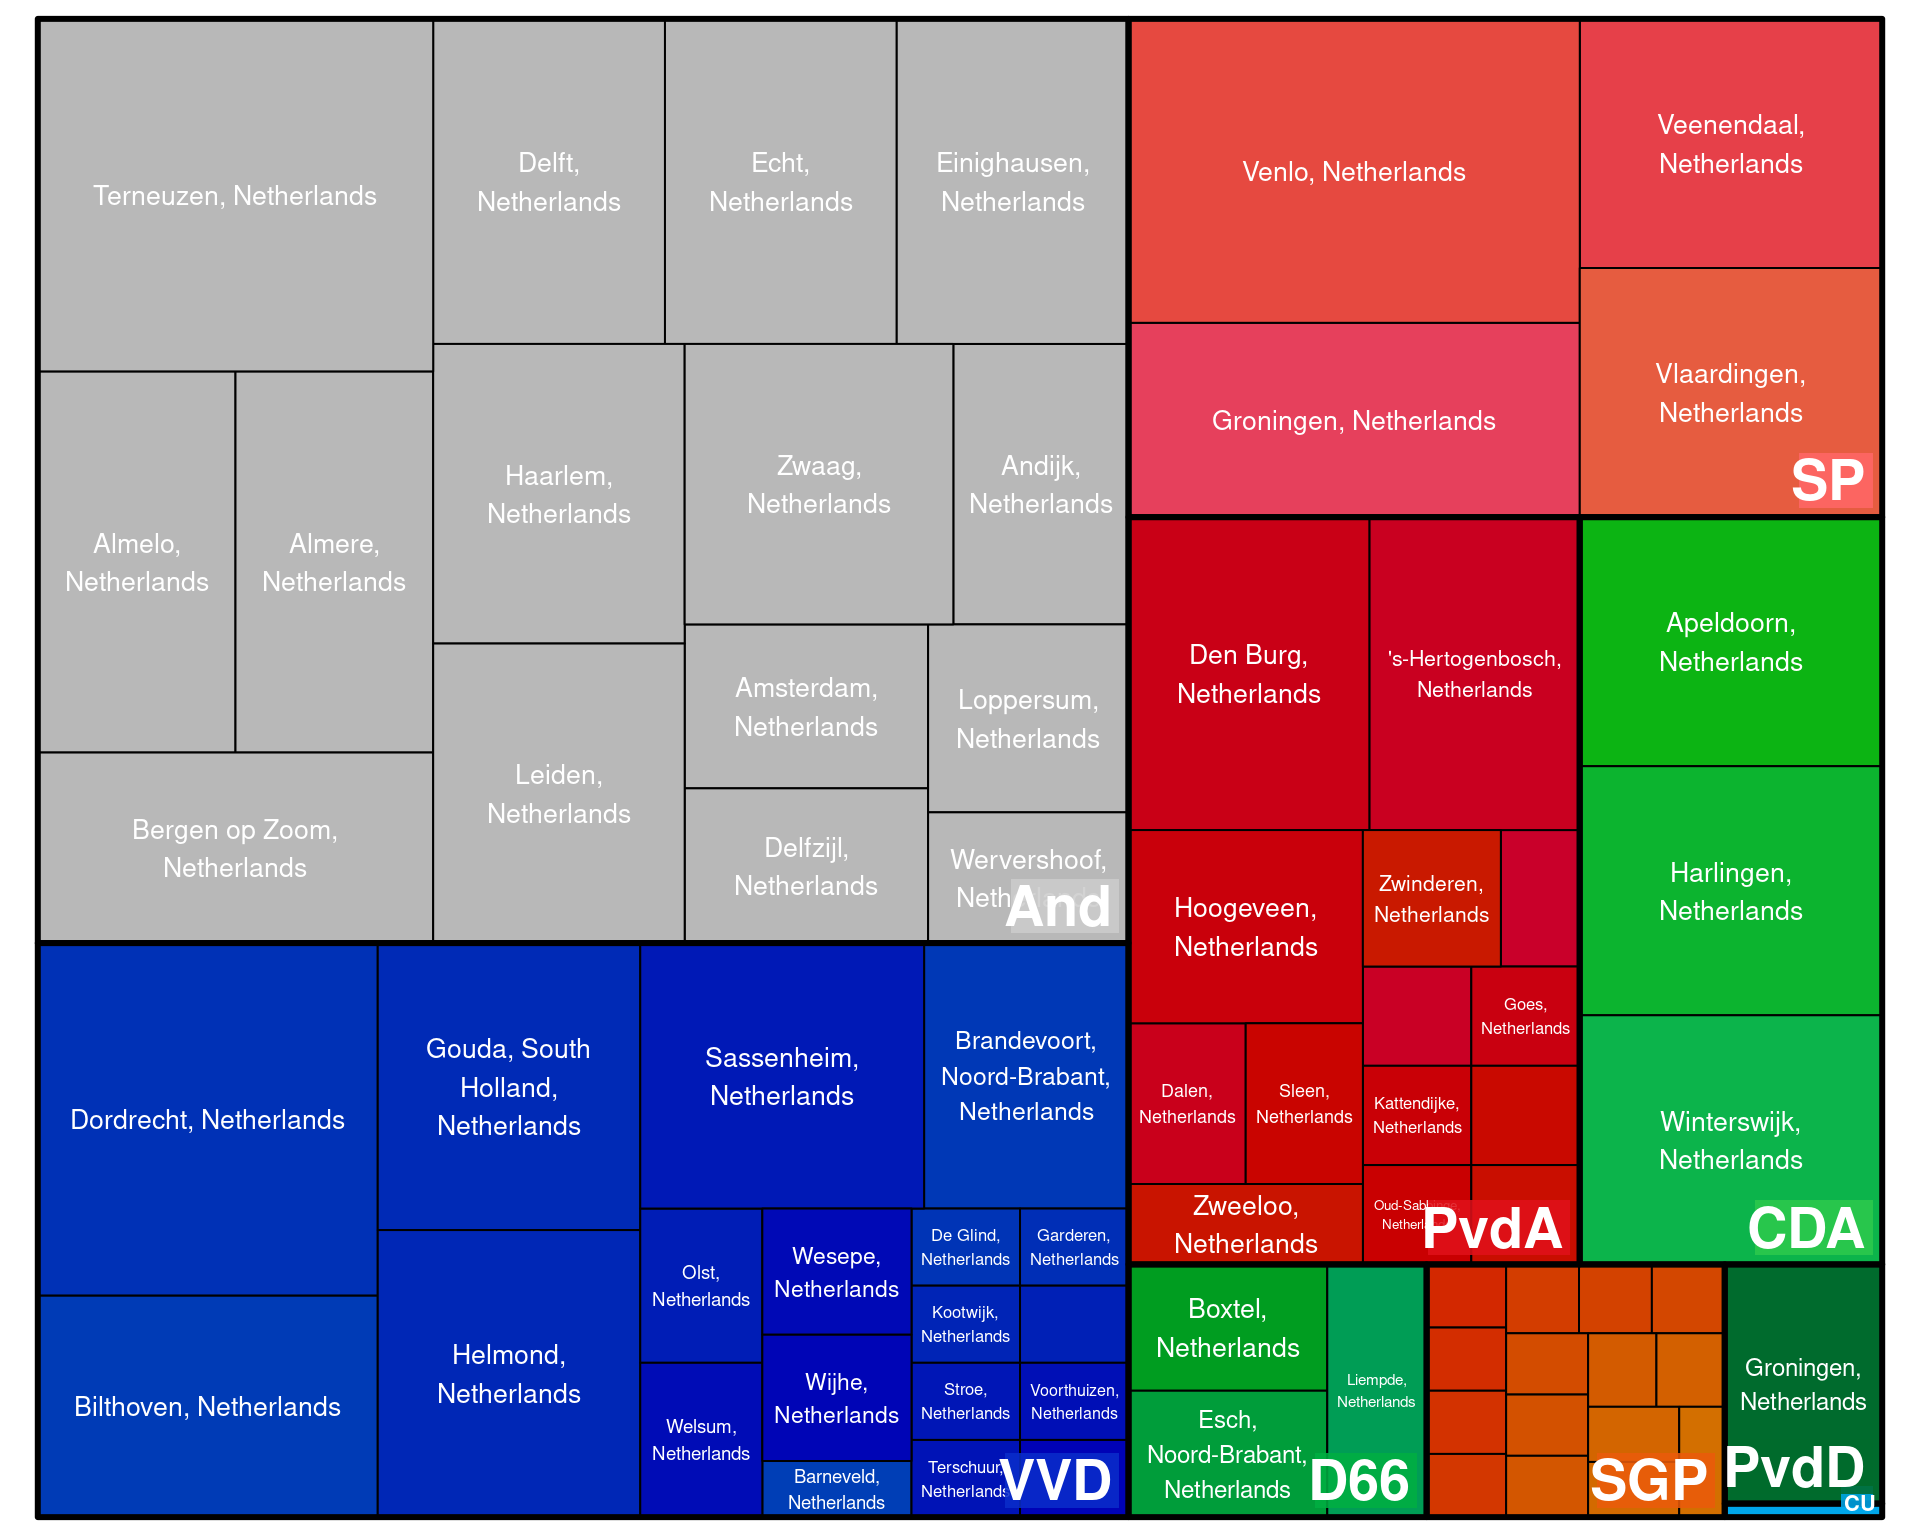 Terneuzen, Netherlands
Delft,
Netherlands
Echt,
Netherlands
Einighausen,
Netherlands
Almelo,
Netherlands
Almere,
Netherlands
Bergen op Zoom,
Netherlands
Haarlem,
Netherlands
Zwaag,
Netherlands
Andijk,
Netherlands
Leiden,
Netherlands
Amsterdam,
Netherlands
Loppersum,
Netherlands
Delfzijl,
Netherlands
Wervershoof,
And
Venlo, Netherlands
Veenendaal,
Netherlands
Groningen, Netherlands
Vlaardingen,
Netherlands
SP
Den Burg,
Netherlands
's-Hertogenbosch,
Netherlands
Hoogeveen,
Netherlands
Zwinderen,
Netherlands
Goes,
Netherlands
Dalen,
Netherlands
Sleen,
Netherlands
Kattendijke,
Netherlands
Zweeloo,
Netherlands
PvdA
Apeldoorn,
Netherlands
Harlingen,
Netherlands
Winterswijk,
Netherlands
CDA
Dordrecht, Netherlands
Gouda, South
Holland,
Netherlands
Sassenheim,
Netherlands
Brandevoort,
Noord-Brabant,
Netherlands
Bilthoven, Netherlands
Helmond,
Netherlands
Olst,
Netherlands
Wesepe,
Netherlands
De Glind,
Netherlands
Garderen,
Netherlands
Kootwijk,
Netherlands
Welsum,
Netherlands
Wijhe,
Netherlands
Stroe,
Netherlands
Voorthuizen,
Netherlands
Barneveld,
Netherlands
Terschuur,
Netherlands
VVD
Boxtel,
Netherlands
Liempde,
Netherlands
Esch,
Noord-Brabant,
Netherlands
D66
SGP
Groningen,
Netherlands
PvdD
CU